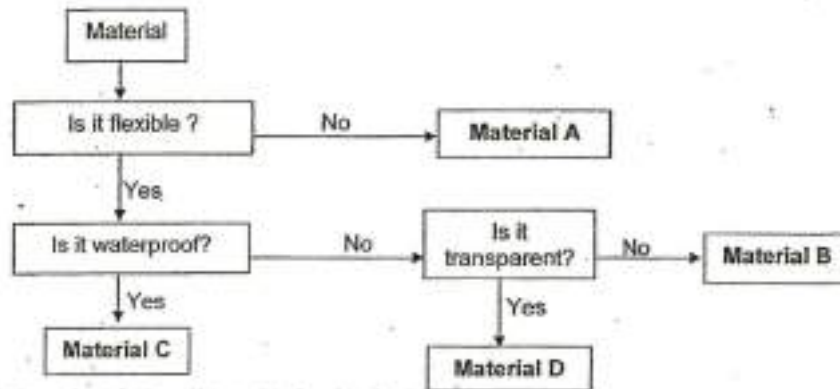 Material
Is it flexible ?
No
Material A
Yes
Is it waterproof?
No
Is it
transparent?
No
Material B
Yes
Material C
Yes
Material D